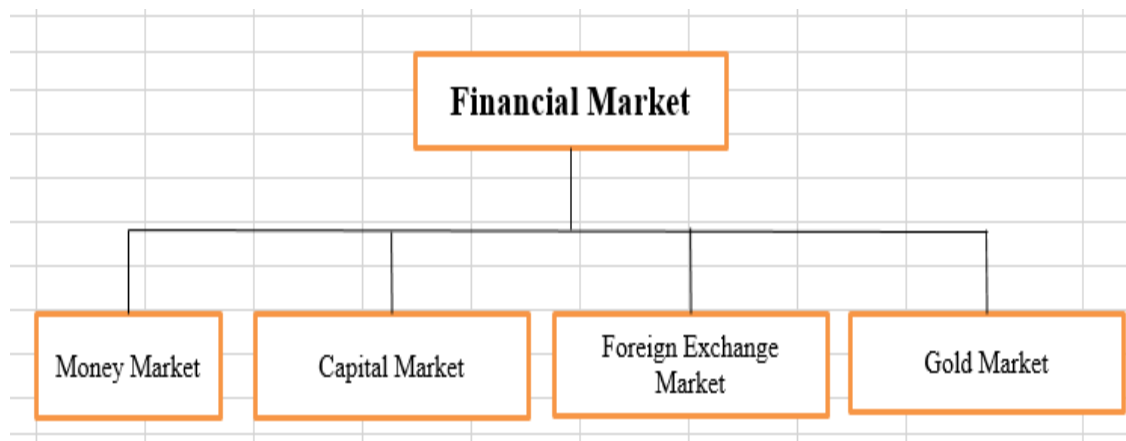 Financial Market
Money Market
Capital Market
Foreign Exchange
Market
Gold Market